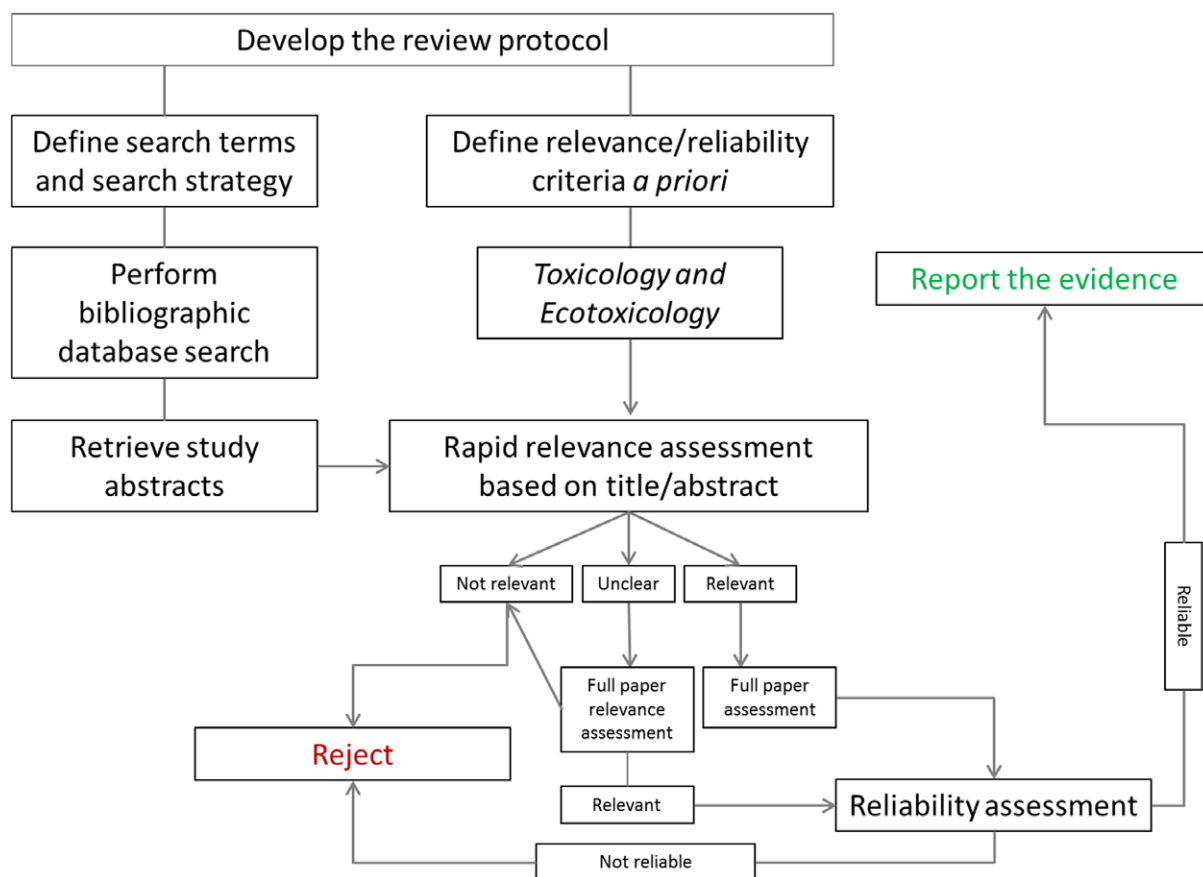 Develop the review protocol
Define search terms
and search strategy
Define relevance/reliability
criteria a priori
Perform
bibliographic
database search
Toxicology and
Ecotoxicology
Report the evidence
Retrieve study
abstracts
Rapid relevance assessment
based on title/abstract
Not relevant
Unclear
Relevant
Reliable
Full paper
relevance
assessment
Full paper
assessment
Reject
Relevant
Reliability assessment
Not reliable